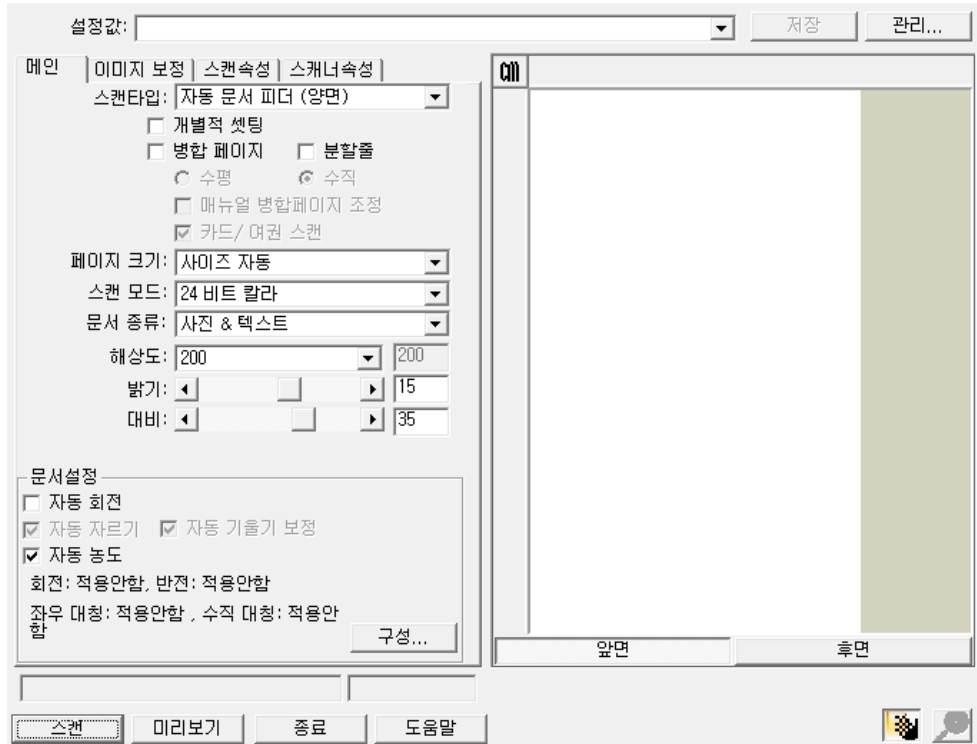 설정값:
저장
관리...
메인
이미지 보정
스캔속성
스캐너속성
스캔타입: 자동 문서 피더 (양면)
개별적 셋팅
병합 페이지
분할줄
수평
수직
매뉴얼 병합페이지 조정
카드/ 여권 스캔
페이지 크기: 사이즈 자동
스캔 모드: 24 비트 칼라
문서 종류: 사진 & 텍스트
해상도: 200 200
밝기: 15
대비: 35
문서설정
자동 회전
자동 자르기
자동 기울기 보정
자동 농도
회전: 적용안함, 반전: 적용안함
좌우 대칭: 적용안함 , 수직 대칭: 적용안
함
구성...
cm
앞면
후면
스캔
미리보기
종료
도움말